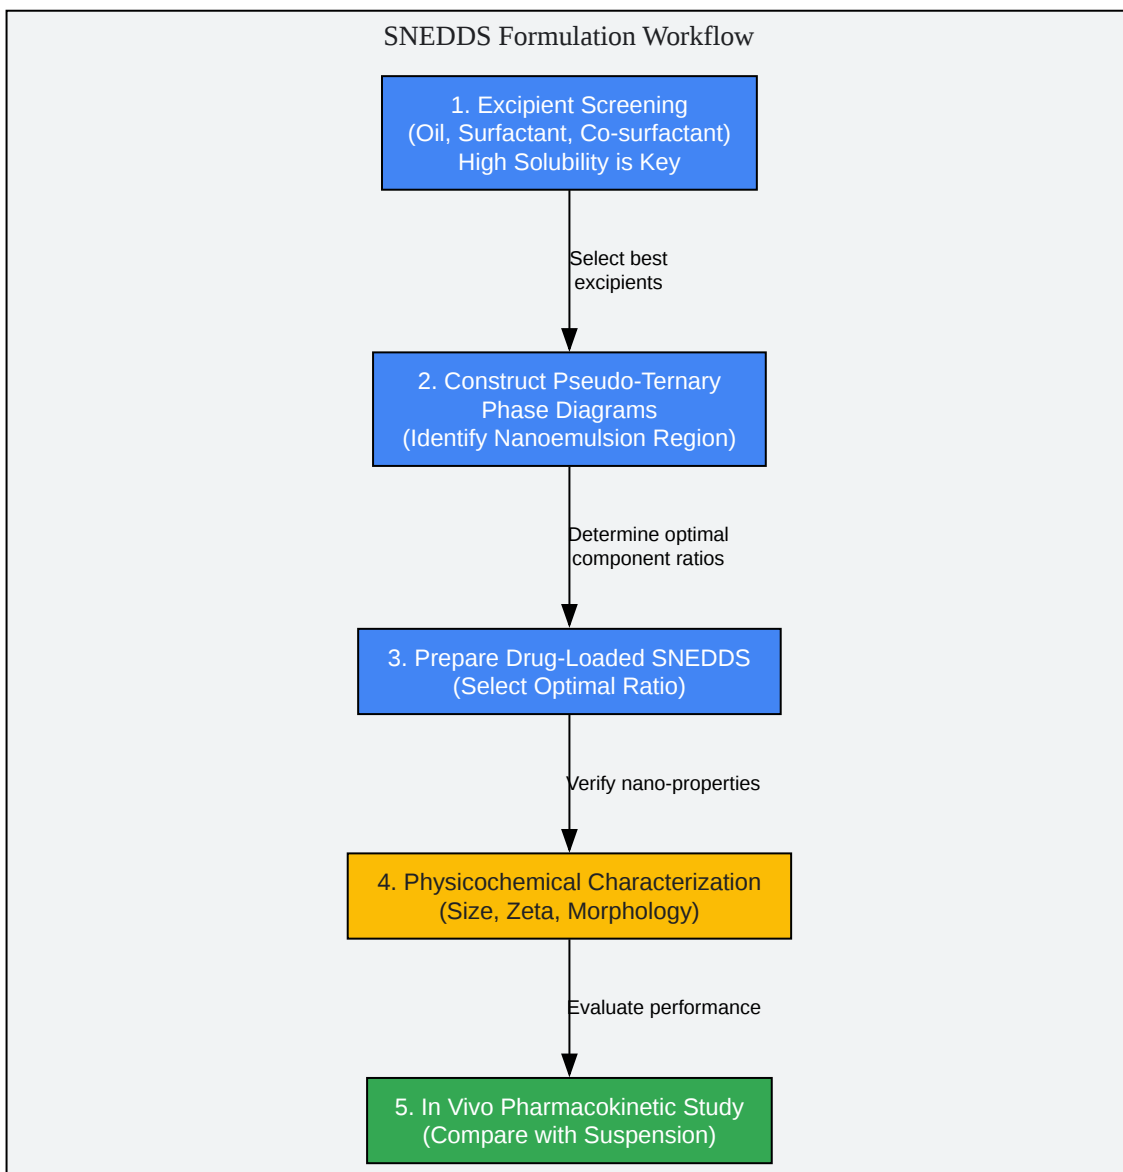 SNEDDS Formulation Workflow
1. Excipient Screening
(Oil, Surfactant, Co-surfactant)
High Solubility is Key
Select best
excipients
2. Construct Pseudo-Ternary
Phase Diagrams
(Identify Nanoemulsion Region)
Determine optimal
component ratios
3. Prepare Drug-Loaded SNEDDS
(Select Optimal Ratio)
Verify nano-properties
4. Physicochemical Characterization
(Size, Zeta, Morphology)
Evaluate performance
5. In Vivo Pharmacokinetic Study
(Compare with Suspension)